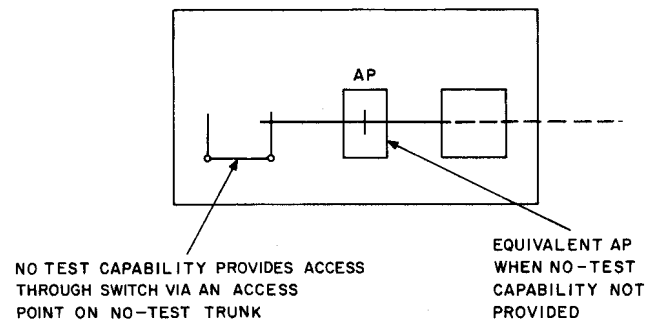 AP
NO TEST CAPABILITY PROVIDES ACCESS
THROUGH SWITCH VIA AN ACCESS
POINT ON NO-TEST TRUNK
EQUIVALENT AP
WHEN NO-TEST
CAPABILITY NOT
PROVIDED